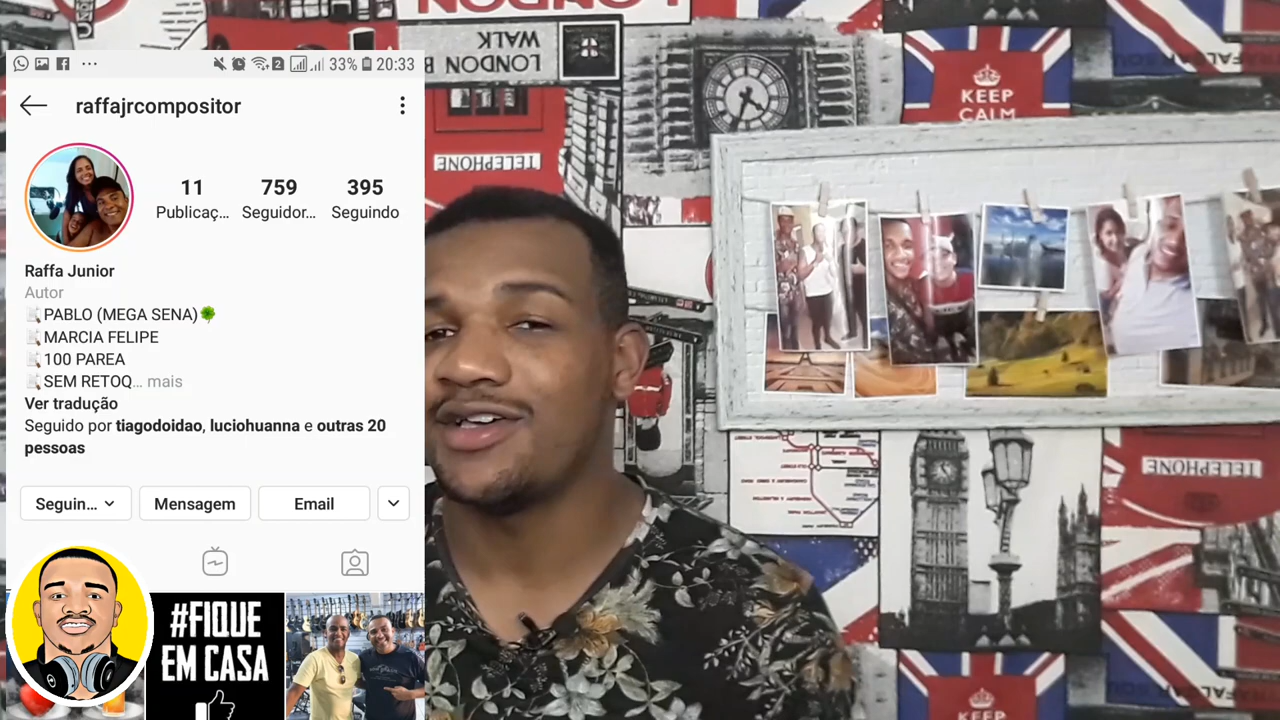 33% 20:33
raffajrcompositor
11 759 395
Publicaç... Seguidor... Seguindo
Raffa Junior
Autor
PABLO (MEGA SENA)
MARCIA FELIPE
100 PAREA
SEM RETOQ... mais
Ver tradução
Seguido por tiagodoidao, luciohuanna e outras 20
pessoas
Seguin... Mensagem Email
#FIQUE
EM CASA
LONDON
WALK
LONDON
TELEPHONE
KEEP
CALM
TELEPHONE
KEEP